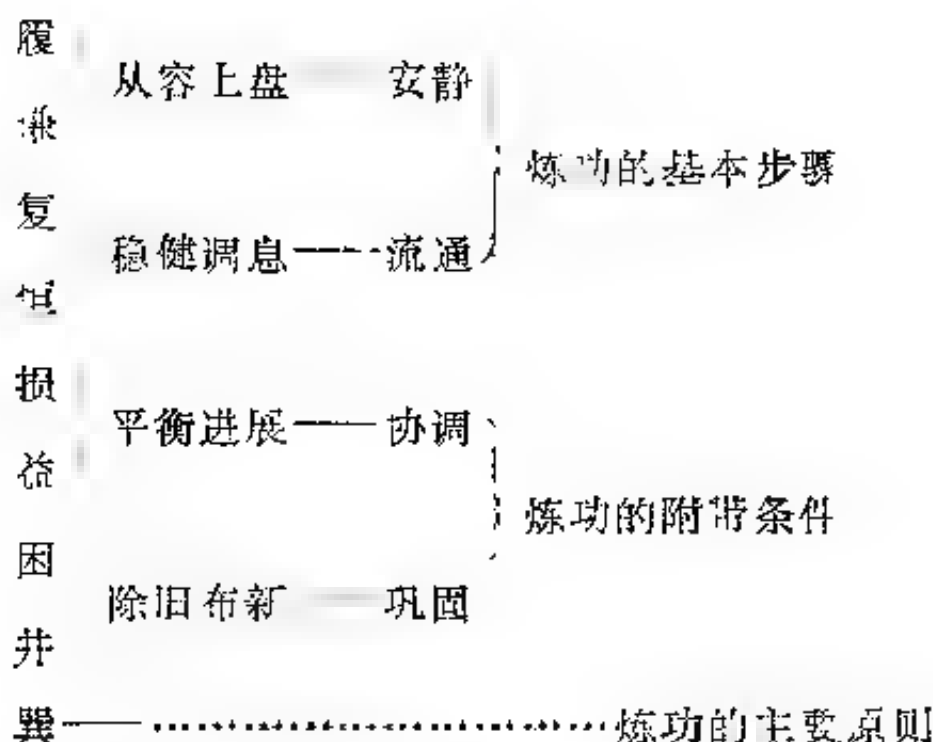 履
谦
复
恒
损
益
困
井
巽
从容上盘——安静
稳健调息——流通
炼功的基本步骤
平衡进展——协调
除旧布新——巩固
炼功的附带条件
炼功的主要原则